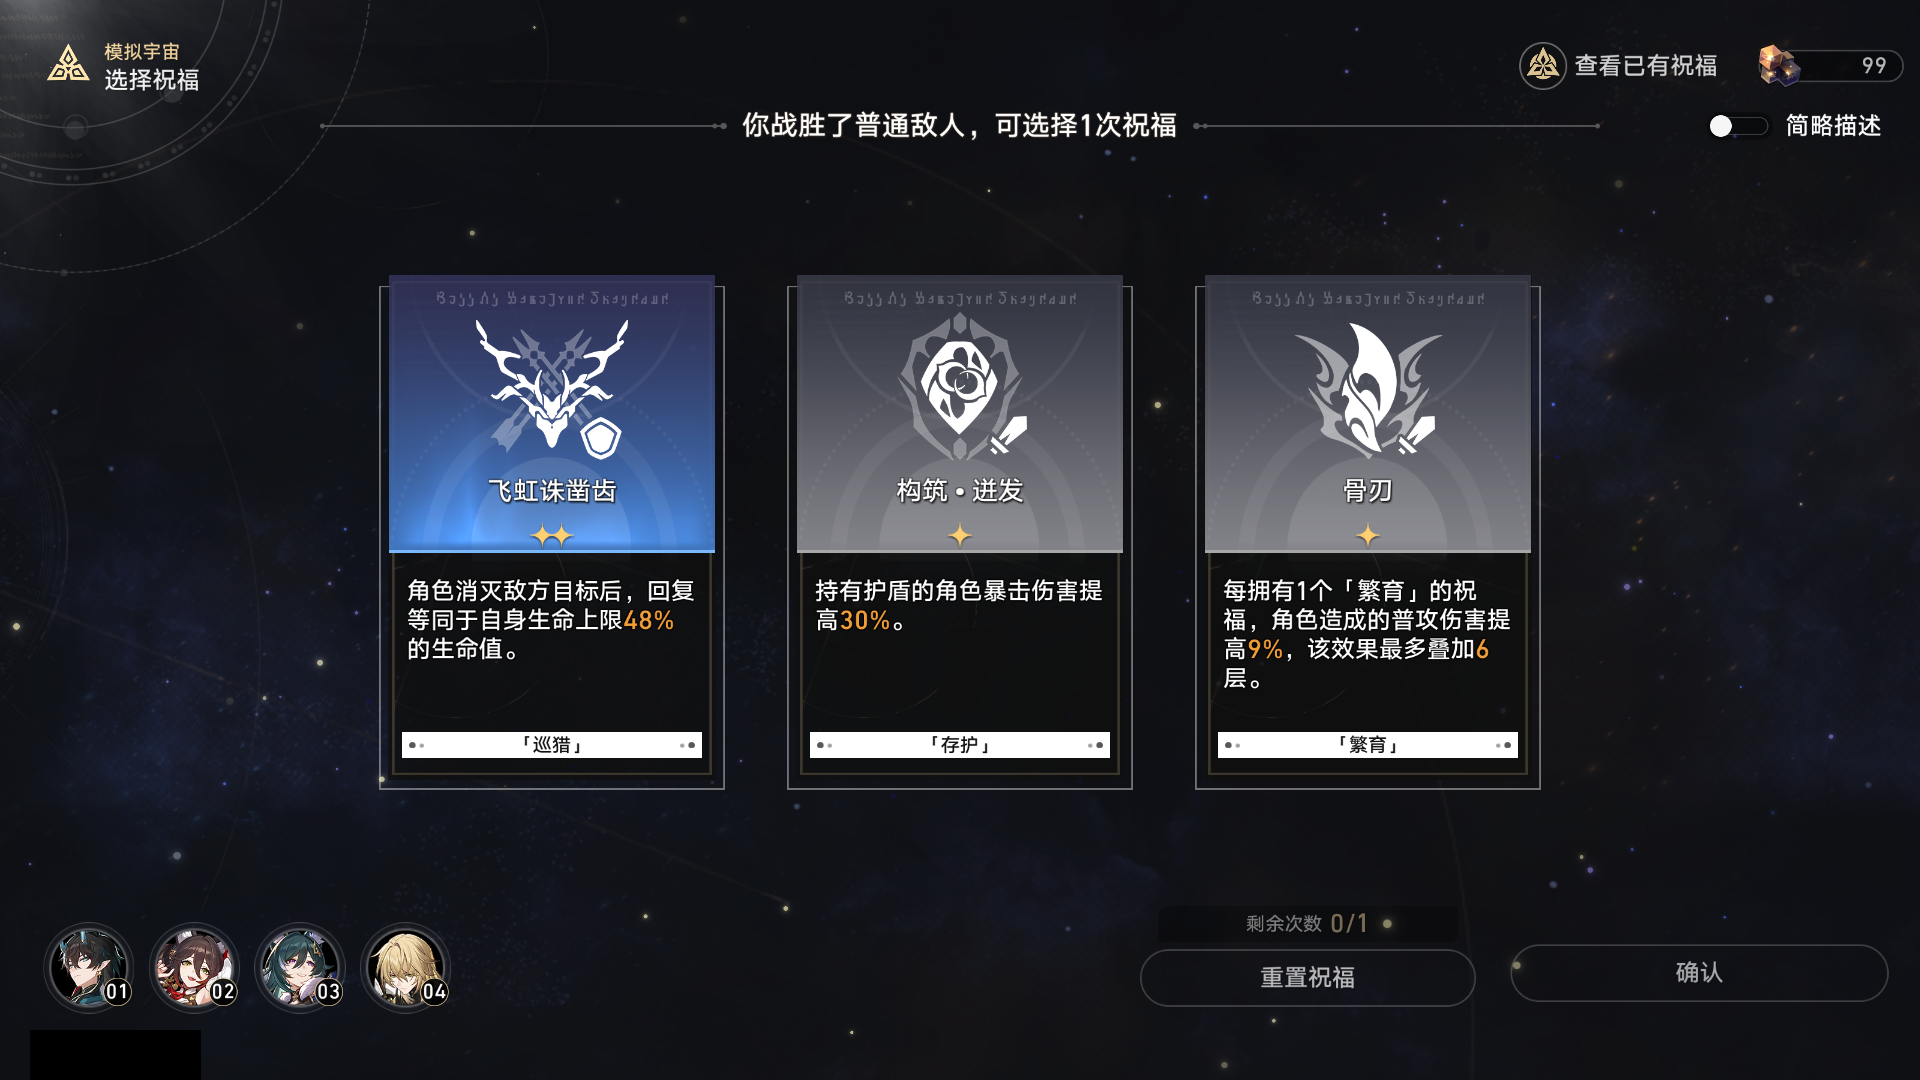 模拟宇宙
选择祝福
查看已有祝福
99
你战胜了普通敌人，可选择1次祝福
简略描述
飞虹诛凿齿
角色消灭敌方目标后，回复
等同于自身生命上限48%
的生命值。
「巡猎」
构筑•迸发
持有护盾的角色暴击伤害提
高30%。
「存护」
骨刃
每拥有1个「繁育」的祝
福，角色造成的普攻伤害提
高9%，该效果最多叠加6
层。
「繁育」
01
02
03
04
剩余次数 0/1
重置祝福
确认